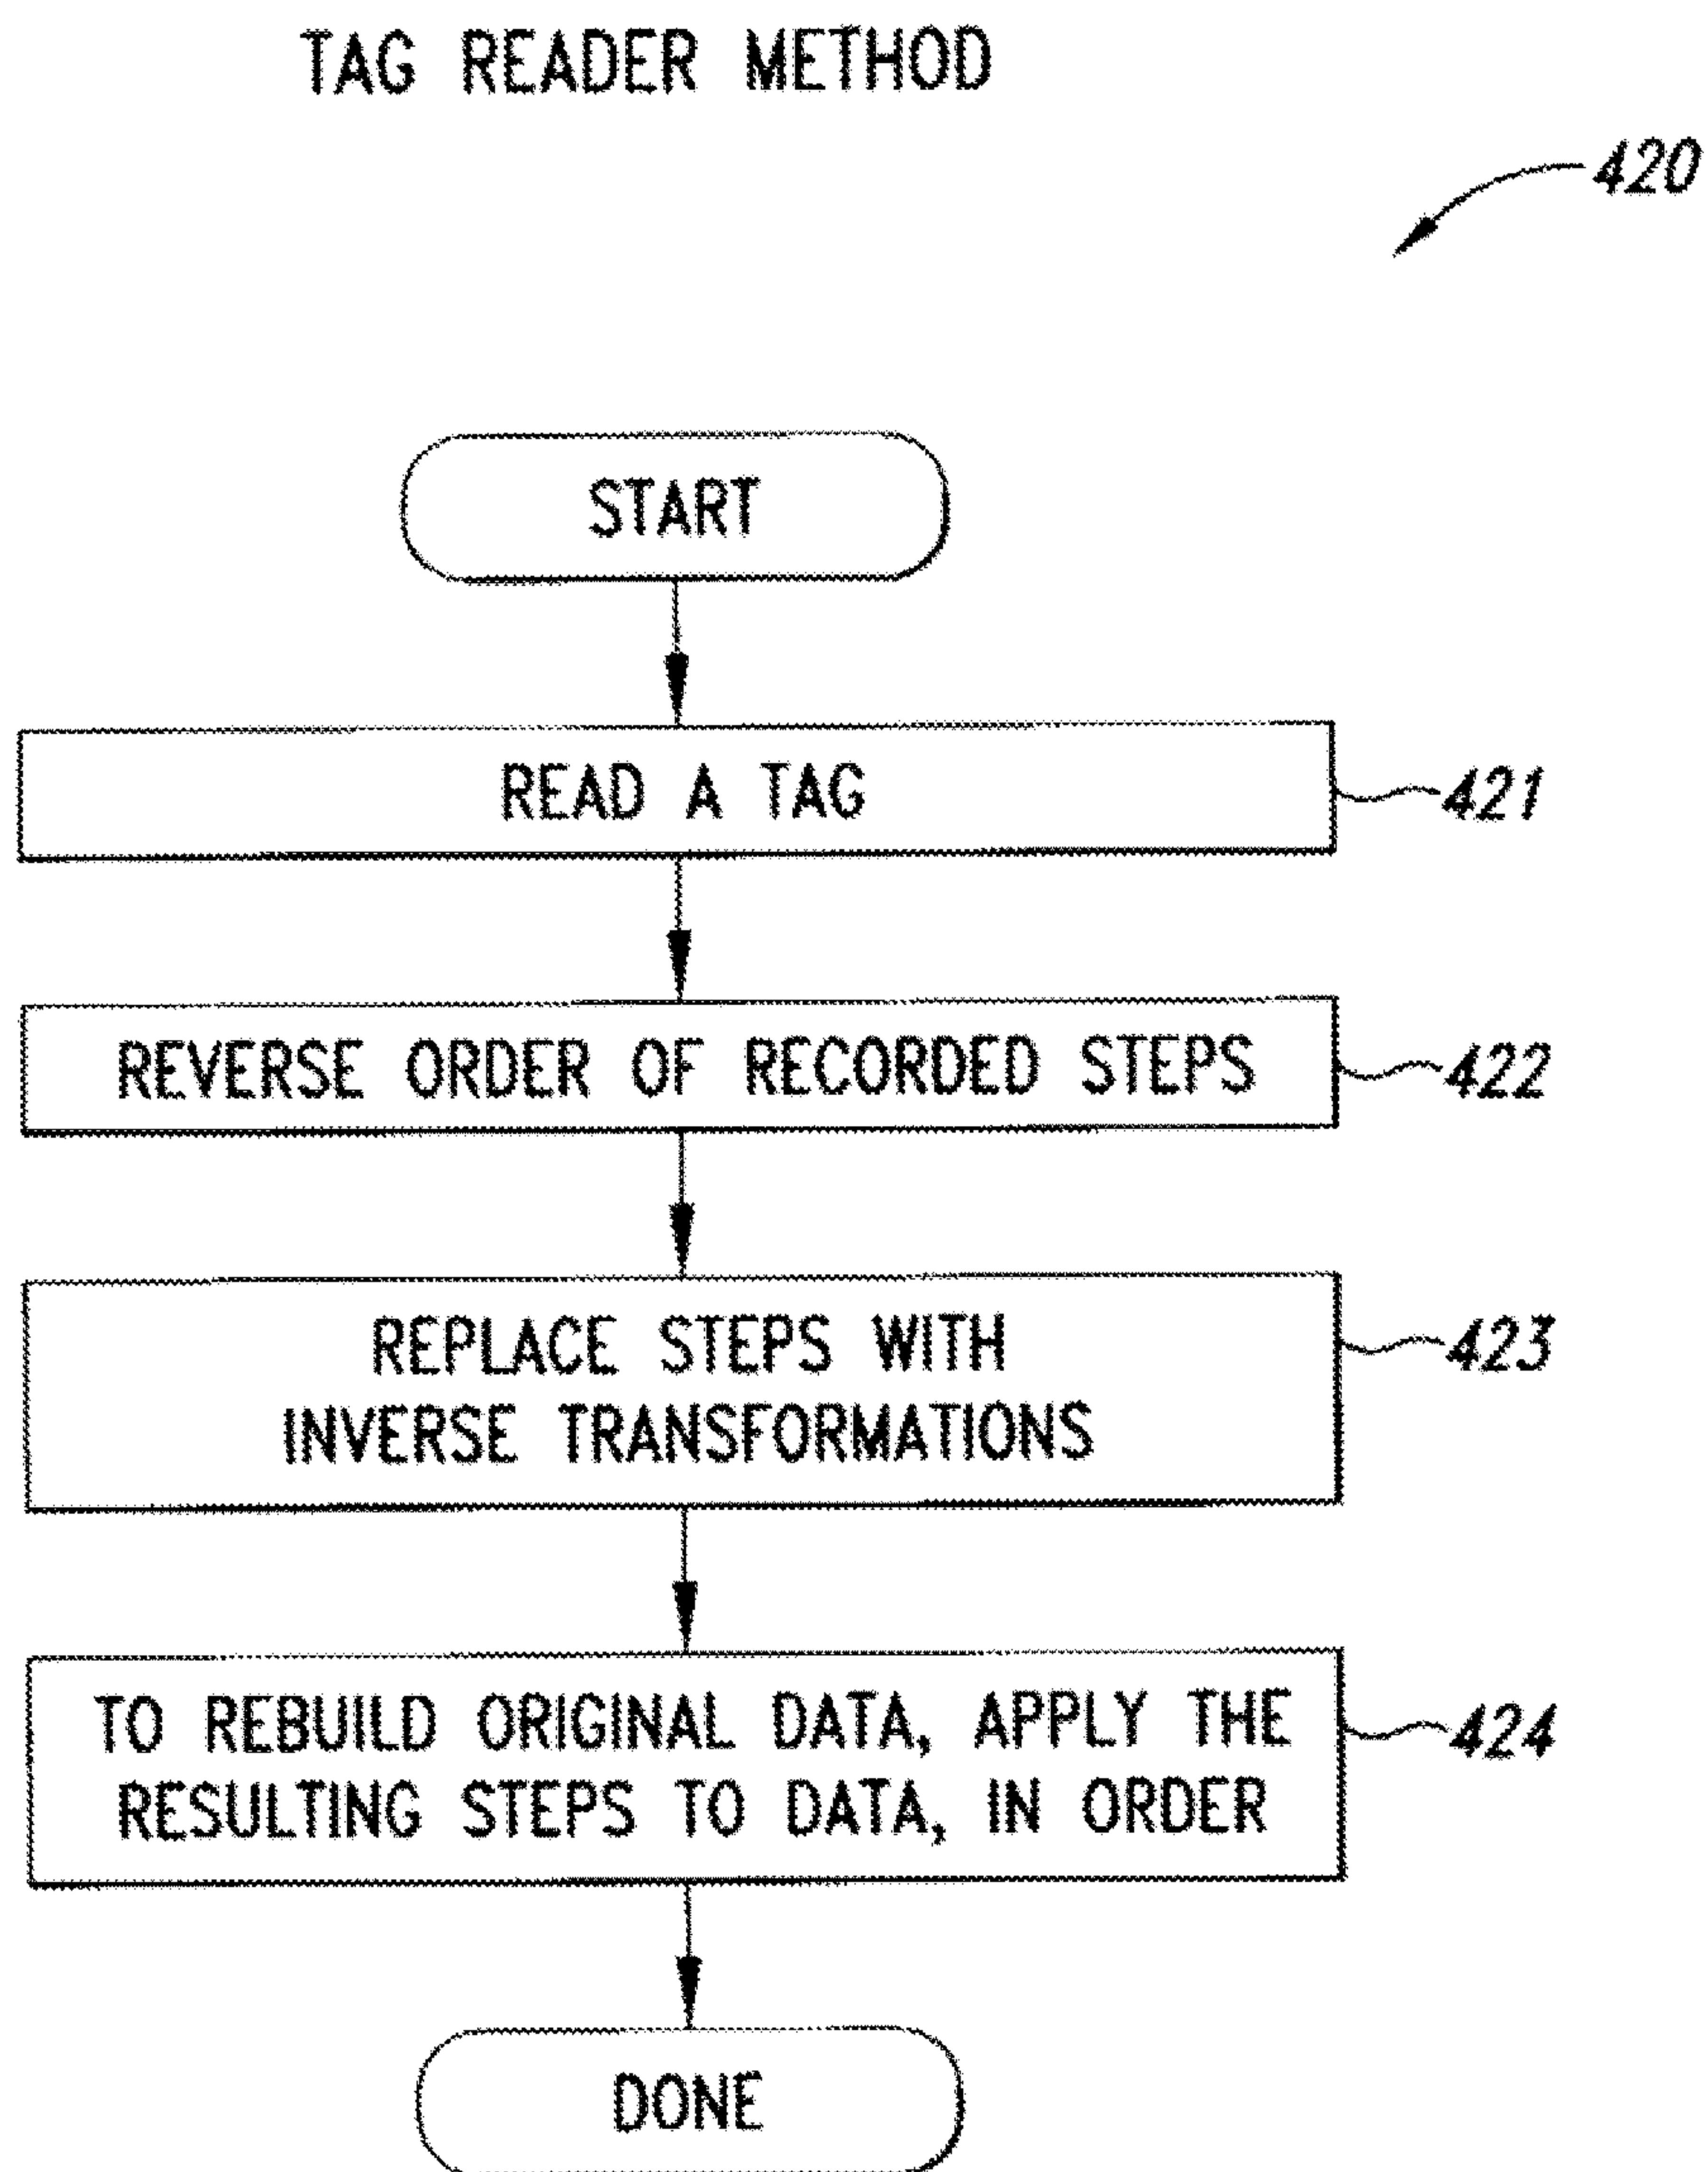 TAG READER METHOD
420
START
READ A TAG
421
REVERSE ORDER OF RECORDED STEPS
422
REPLACE STEPS WITH
INVERSE TRANSFORMATIONS
423
TO REBUILD ORIGINAL DATA, APPLY THE
RESULTING STEPS TO DATA, IN ORDER
424
DONE